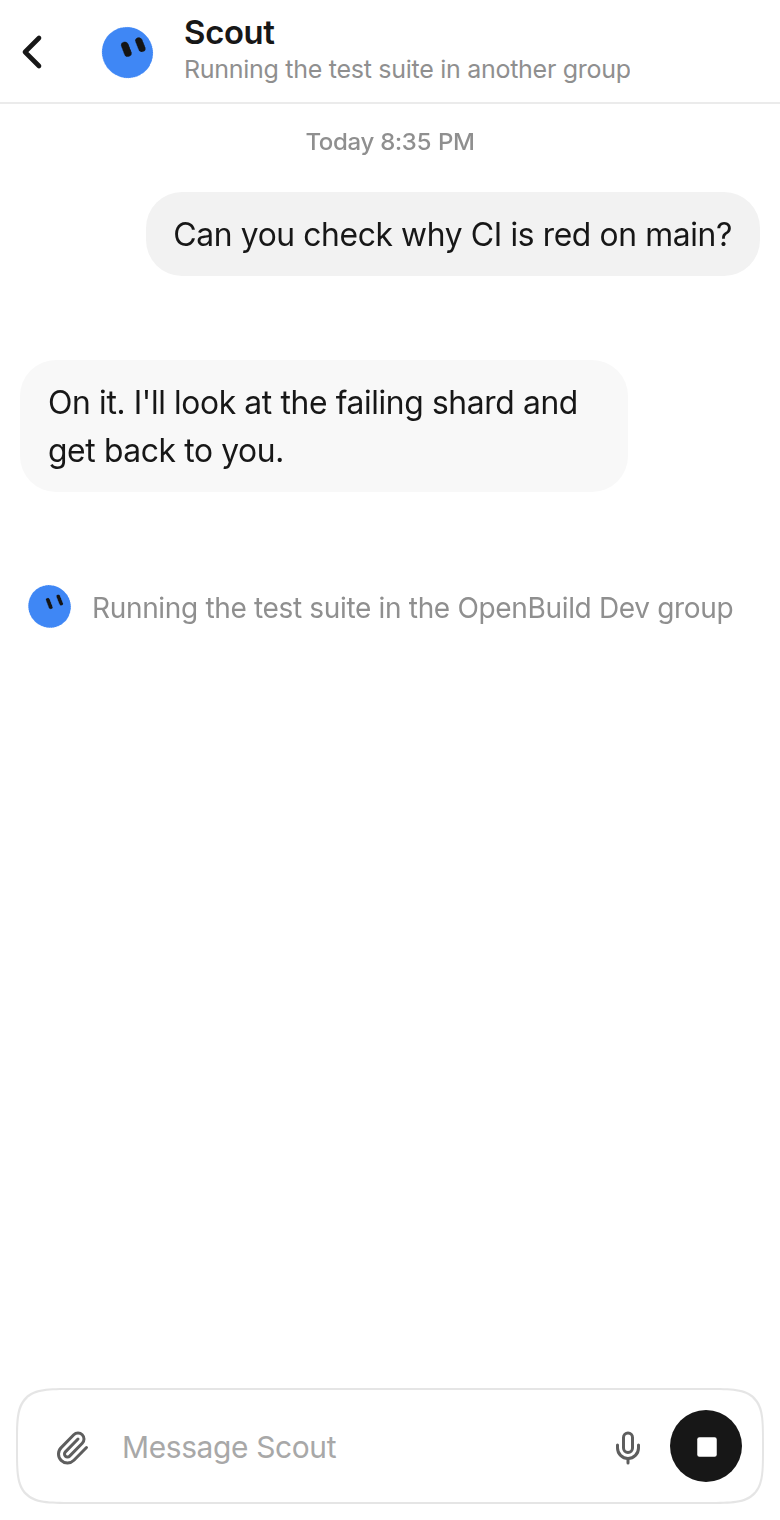 Scout
Running the test suite in another group
Today 8:35 PM
Can you check why CI is red on main?
On it. I'll look at the failing shard and
get back to you.
Running the test suite in the OpenBuild Dev group
Message Scout